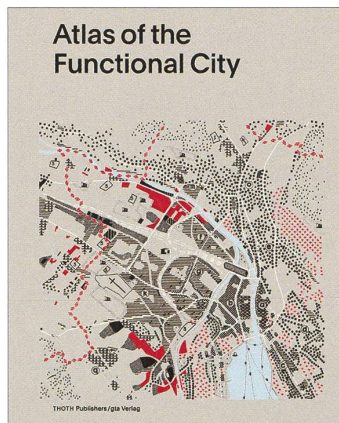 Atlas of the
Functional City
THOTH Publishers/gta Verlag